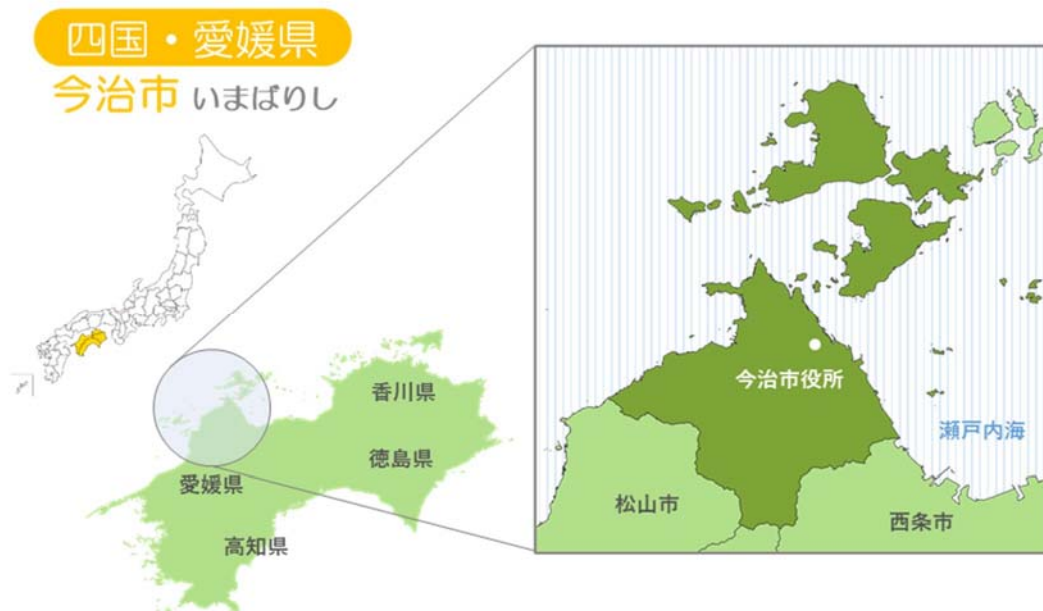 四国・愛媛県
今治市 いまばりし
香川県
徳島県
愛媛県
高知県
今治市役所
瀬戸内海
松山市
西条市